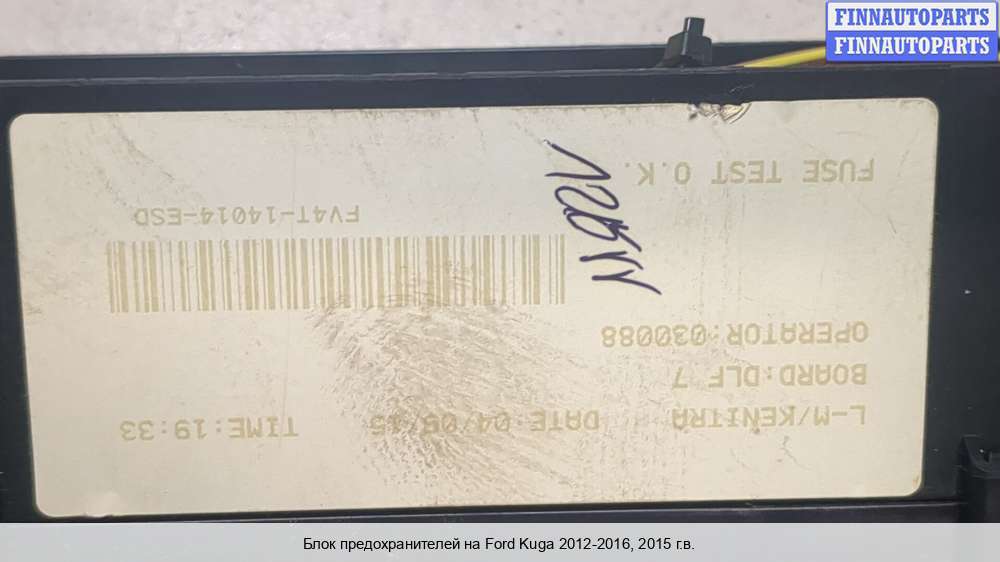 FINNAUTOPARTS
FINNAUTOPARTS
L-M/KENITRA DATE:04/09/15 TIME:19:33
BOARD:DLF 7
OPERATOR:030088
FV4T-14014-ESD
FUSE TEST O.K.
Блок предохранителей на Ford Kuga 2012-2016, 2015 г.в.